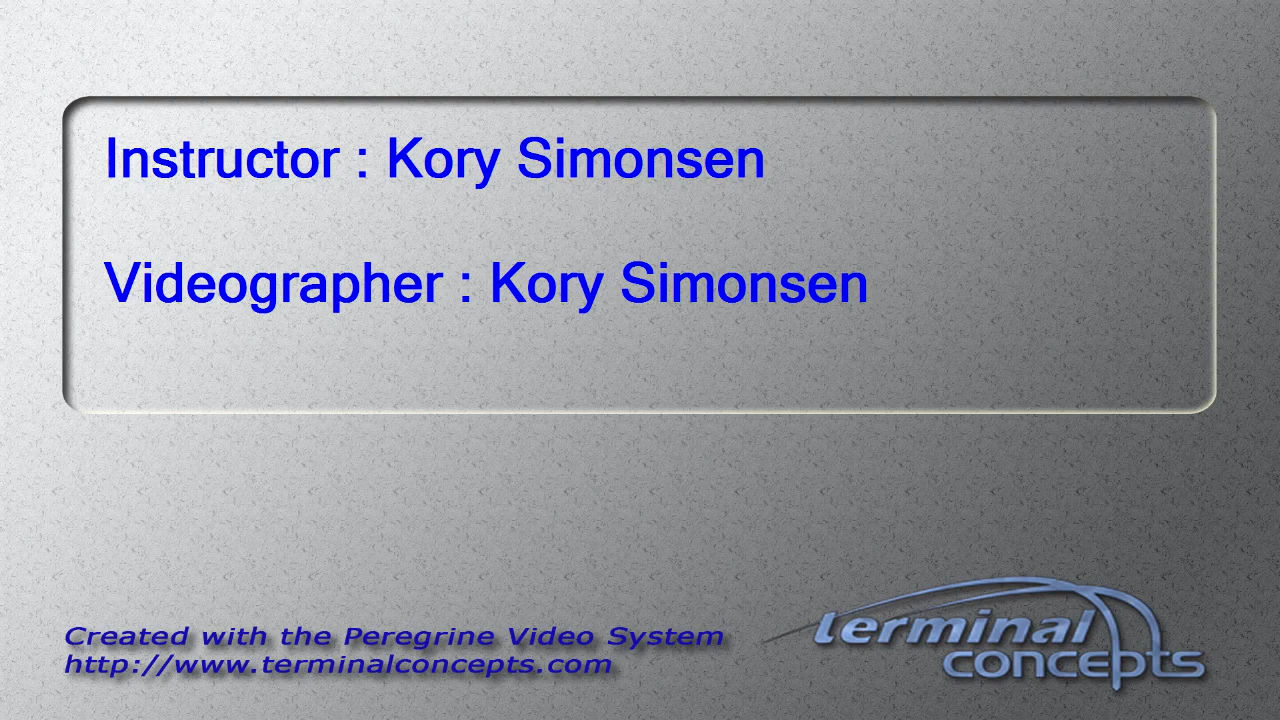 Instructor : Kory Simonsen
Videographer : Kory Simonsen
Created with the Peregrine Video System
http://www.terminalconcepts.com
terminal
concepts